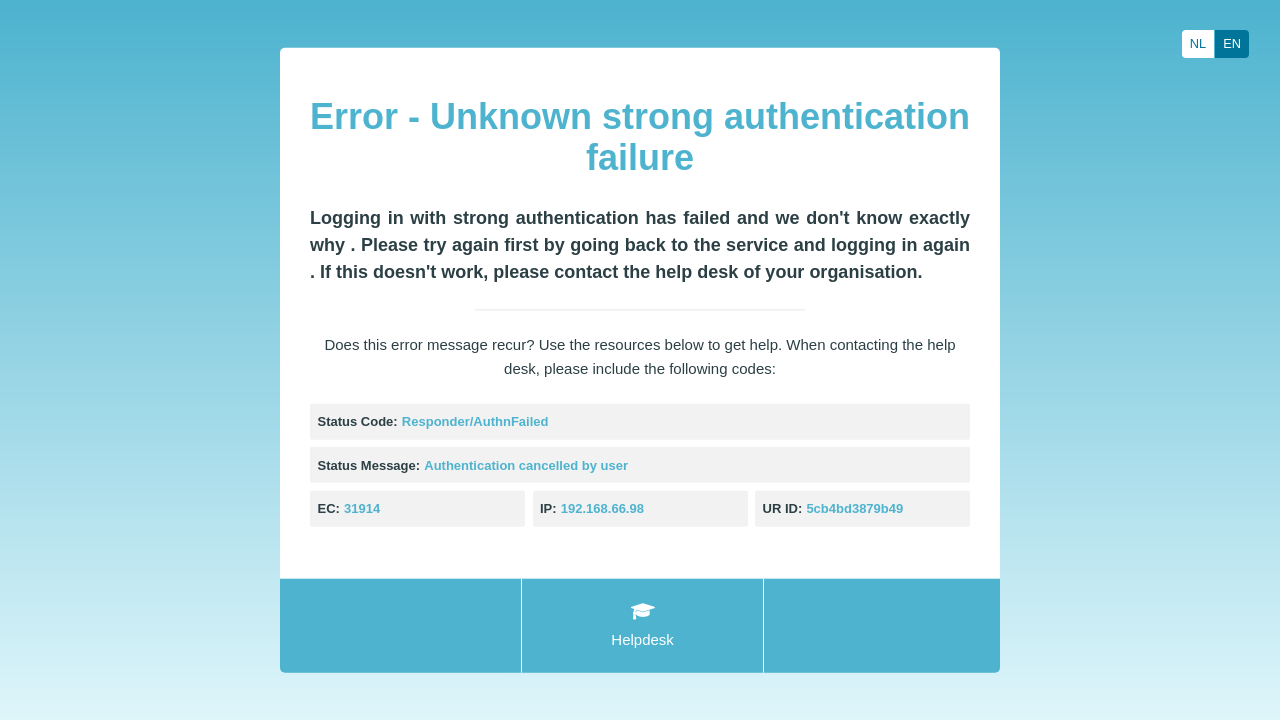 NL EN
Error - Unknown strong authentication
failure
Logging in with strong authentication has failed and we don't know exactly
why . Please try again first by going back to the service and logging in again
. If this doesn't work, please contact the help desk of your organisation.
Does this error message recur? Use the resources below to get help. When contacting the help
desk, please include the following codes:
Status Code: Responder/AuthnFailed
Status Message: Authentication cancelled by user
EC: 31914 IP: 192.168.66.98 UR ID: 5cb4bd3879b49
Helpdesk